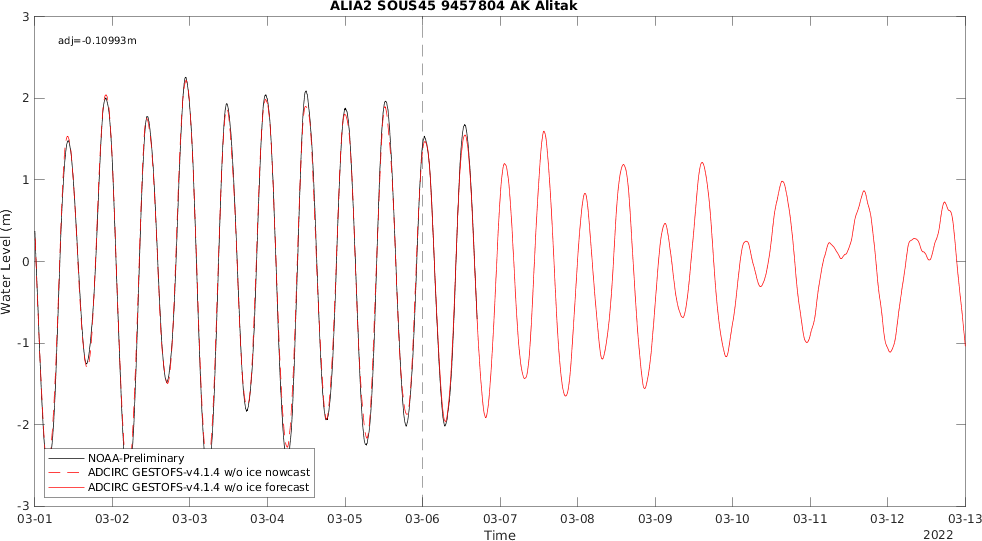 ALIA2 SOUS45 9457804 AK Alitak
adj=-0.10993m
3
2
1
0
-1
-2
-3
Water Level (m)
NOAA-Preliminary
ADCIRC GESTOFS-v4.1.4 w/o ice nowcast
ADCIRC GESTOFS-v4.1.4 w/o ice forecast
03-01 03-02 03-03 03-04 03-05 03-06 03-07 03-08 03-09 03-10 03-11 03-12 03-13
Time
2022